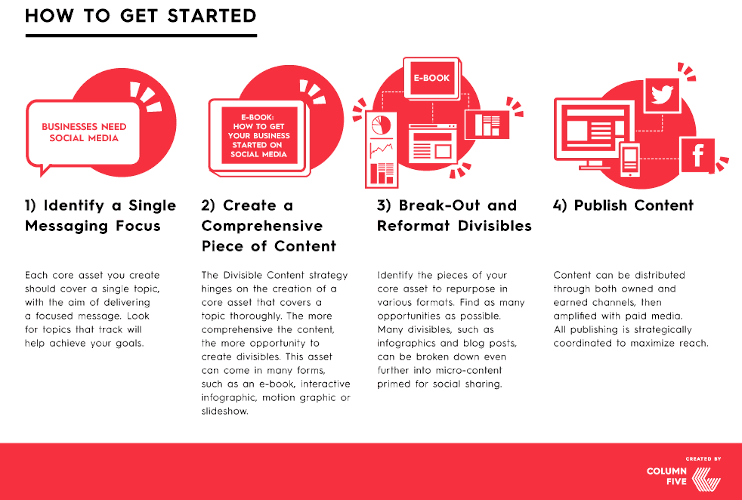 HOW TO GET STARTED
BUSINESSES NEED
SOCIAL MEDIA
E-BOOK:
HOW TO GET
YOUR BUSINESS
STARTED ON
SOCIAL MEDIA
E-BOOK
f
1) Identify a Single
Messaging Focus
Each core asset you create
should cover a single topic,
with the aim of delivering
a focused message. Look
for topics that track will
help achieve your goals.
2) Create a
Comprehensive
Piece of Content
The Divisible Content strategy
hinges on the creation of a
core asset that covers a
topic thoroughly. The more
comprehensive the content,
the more opportunity to
create divisibles. This asset
can come in many forms,
such as an e-book, interactive
infographic, motion graphic or
slideshow.
3) Break-Out and
Reformat Divisibles
Identify the pieces of your
core asset to repurpose in
various formats. Find as many
opportunities as possible.
Many divisibles, such as
infographics and blog posts,
can be broken down even
further into micro-content
primed for social sharing.
4) Publish Content
Content can be distributed
through both owned and
earned channels, then
amplified with paid media.
All publishing is strategically
coordinated to maximize reach.
CREATED BY
COLUMN
FIVE